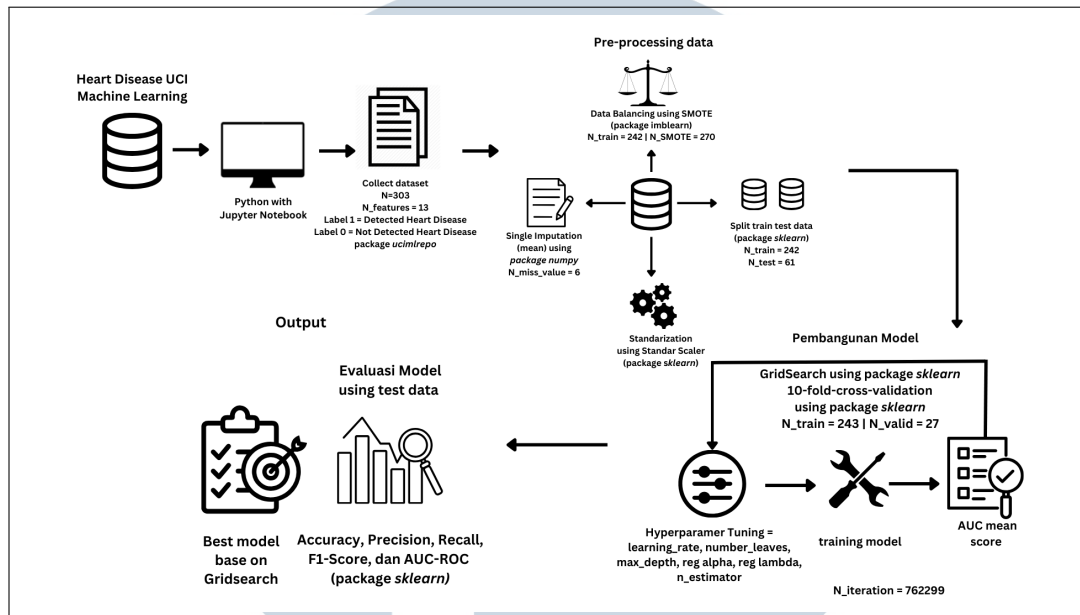 Heart Disease UCI
Machine Learning
Python with
Jupyter Notebook
Collect dataset
N=303
N_features = 13
Label 1 = Detected Heart Disease
Label 0 = Not Detected Heart Disease
package ucimlrepo
Pre-processing data
Data Balancing using SMOTE
(package imblearn)
N_train = 242 | N_SMOTE = 270
Single Imputation
(mean) using
package numpy
N_miss_value = 6
Split train test data
(package sklearn)
N_train = 242
N_test = 61
Standarization
using Standar Scaler
(package sklearn)
Pembangunan Model
GridSearch using package sklearn
10-fold-cross-validation
using package sklearn
N_train = 243 | N_valid = 27
Hyperparamer Tuning =
learning_rate, number_leaves,
max_depth, reg alpha, reg lambda,
n_estimator
training model
AUC mean
score
N_iteration = 762299
Output
Evaluasi Model
using test data
Best model
base on
Gridsearch
Accuracy, Precision, Recall,
F1-Score, dan AUC-ROC
(package sklearn)